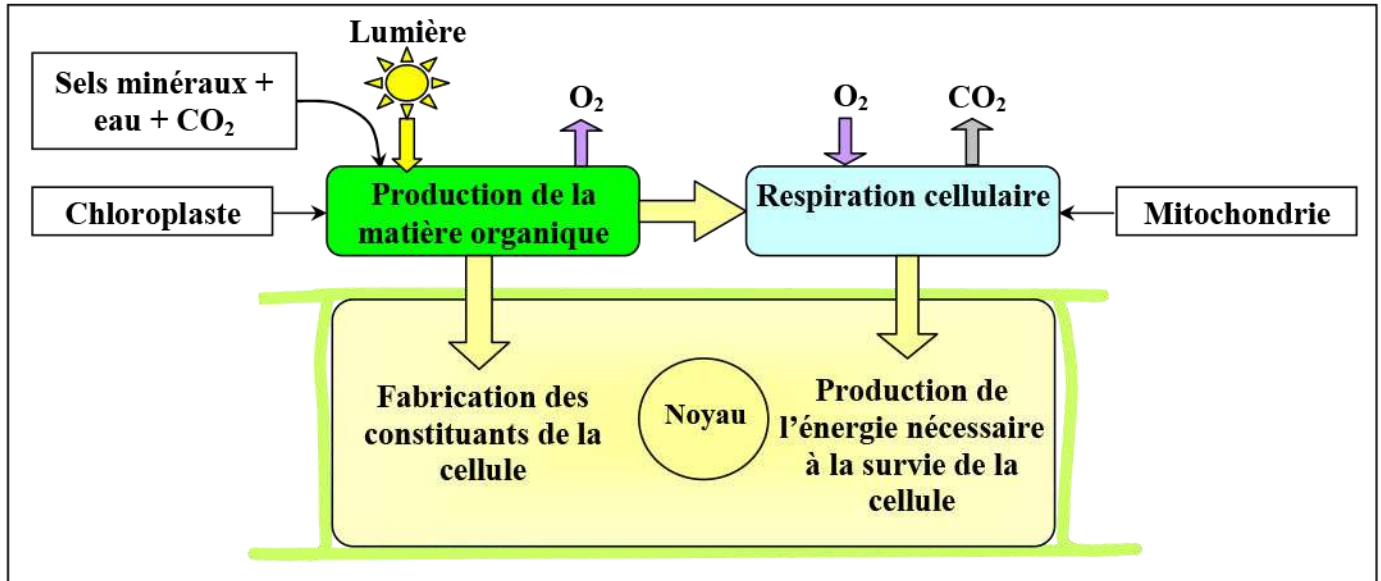 Lumière
Sels minéraux +
eau + CO₂
O₂
O₂
CO₂
Chloroplaste
Production de la
matière organique
Respiration cellulaire
Mitochondrie
Fabrication des
constituants de la
cellule
Noyau
Production de
l'énergie nécessaire
à la survie de la
cellule